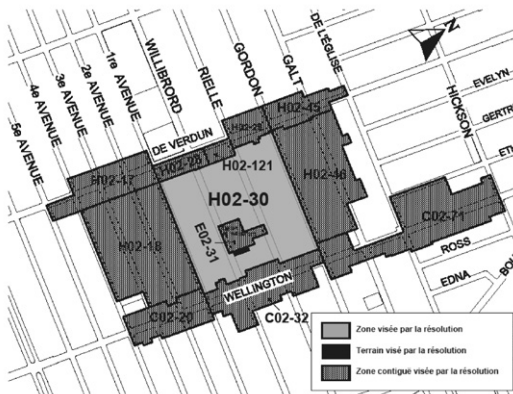 DE L'ÉGLISE
N
GALT
GORDON
RIELLE
WILLIBRORD
1re AVENUE
2e AVENUE
3e AVENUE
4e AVENUE
5e AVENUE
HICKSON
EVELYN
GERTR
DE VERDUN
H02-45
H02-121
H02-17
H02-30
H02-46
C02-71
E02-31
H02-18
WELLINGTON
ROSS
EDNA
C02-20
C02-32
Zone visée par la résolution
Terrain visé par la résolution
Zone contiguë visée par la résolution